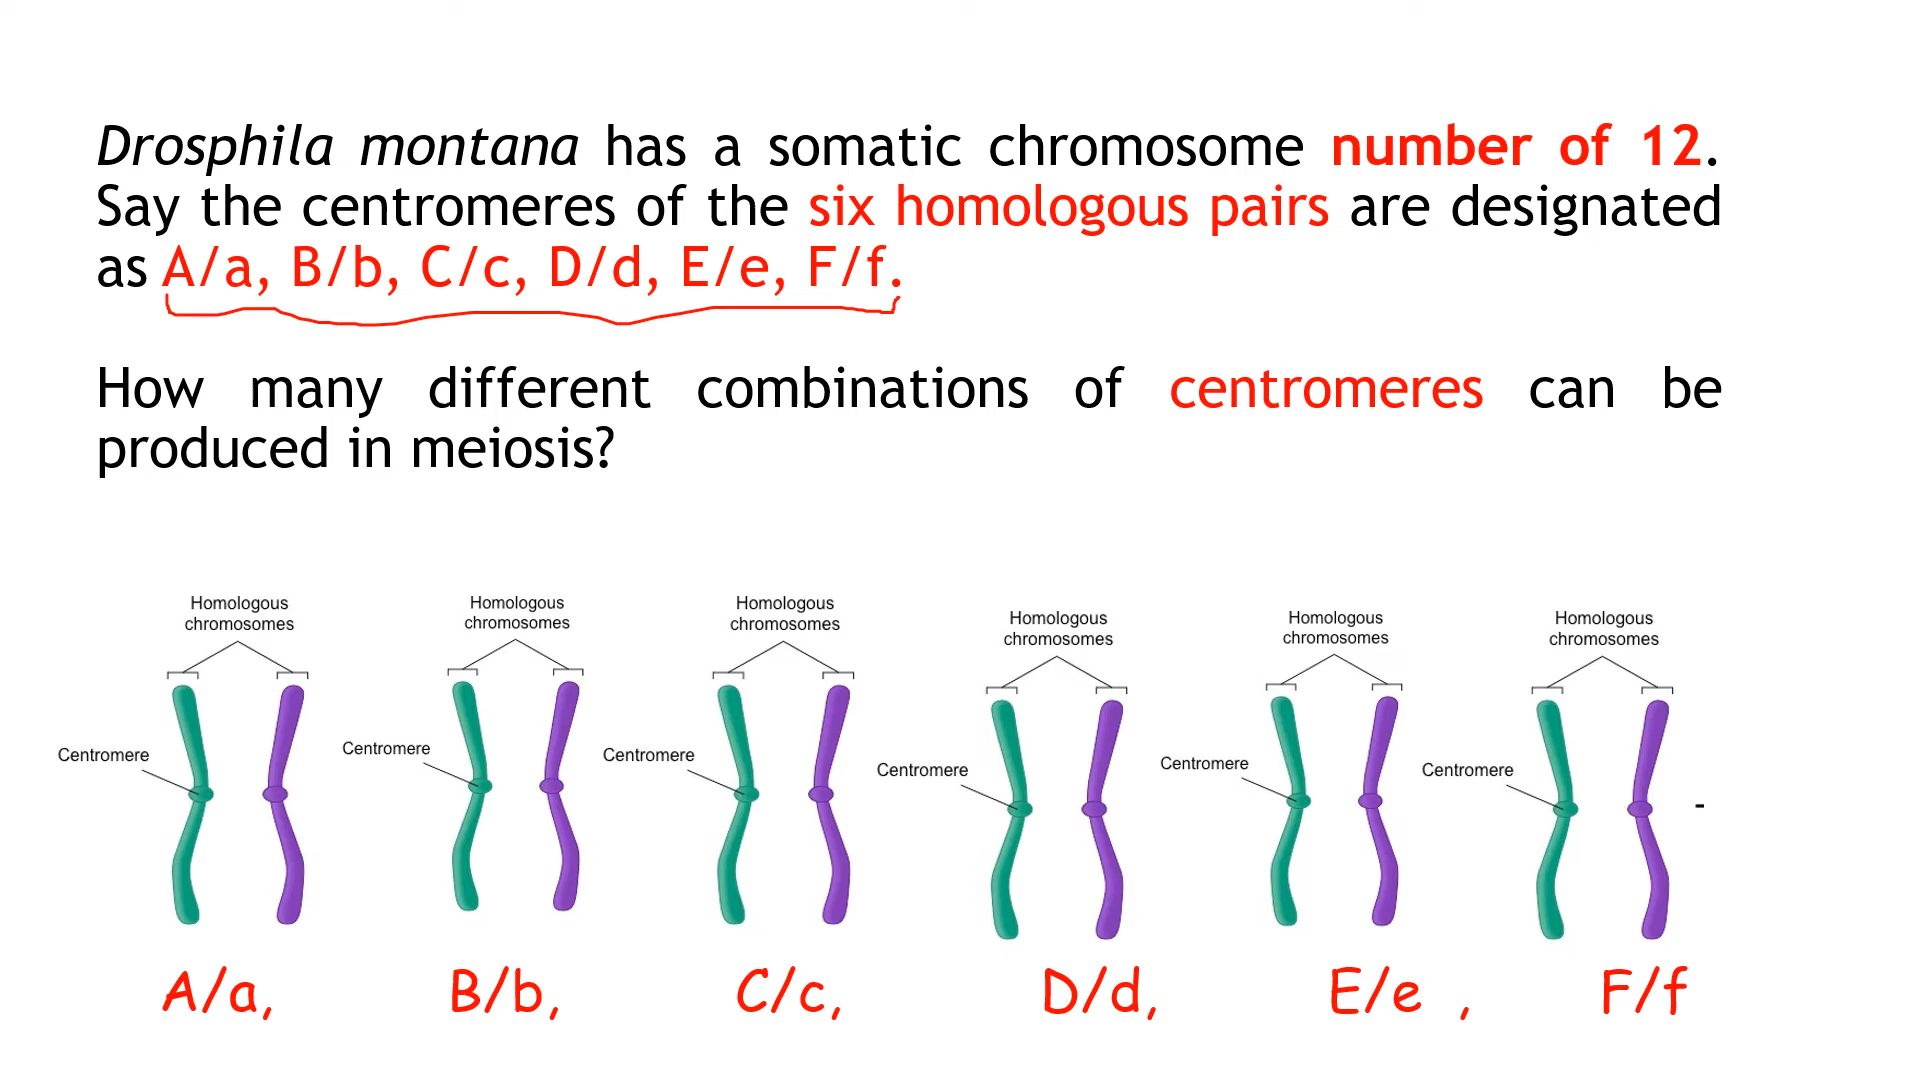 Drosphila montana has a somatic chromosome number of 12.
Say the centromeres of the six homologous pairs are designated
as A/a, B/b, C/c, D/d, E/e, F/f.
How many different combinations of centromeres can be
produced in meiosis?
Homologous
chromosomes
Centromere
Homologous
chromosomes
Centromere
Homologous
chromosomes
Centromere
Homologous
chromosomes
Centromere
Homologous
chromosomes
Centromere
Homologous
chromosomes
Centromere
-
A/a, B/b, C/c, D/d, E/e , F/f